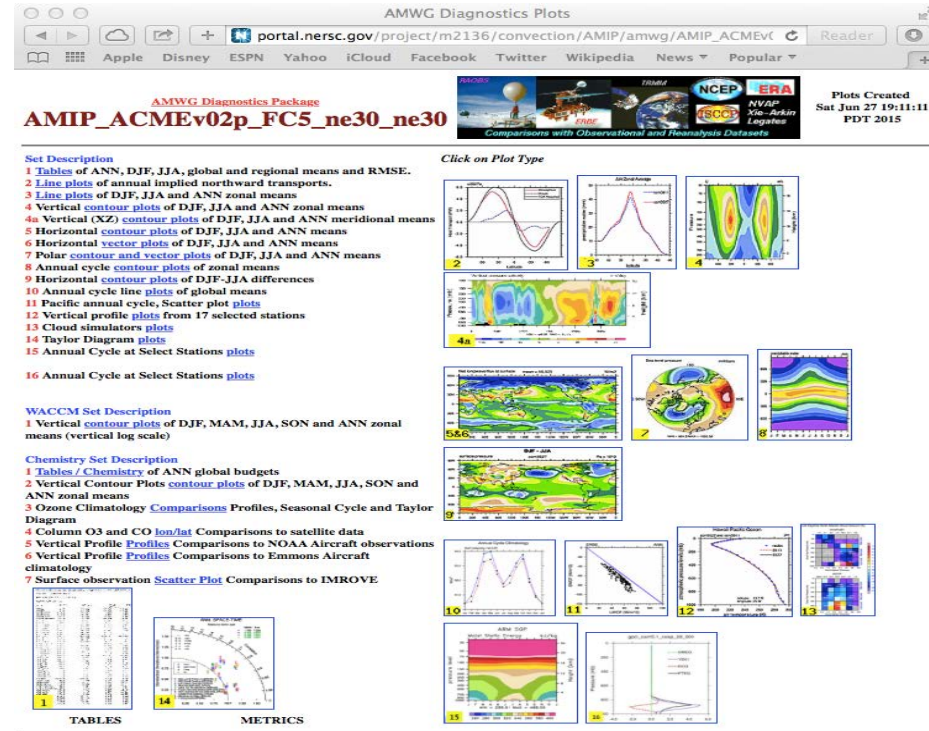 AMWG Diagnostics Plots
portal.nersc.gov/project/m2136/convection/AMIP/amwg/AMIP_ACMEv(
Reader
Apple Disney ESPN Yahoo iCloud Facebook Twitter Wikipedia News Popular
AMWG Diagnostics Package
AMIP_ACMEv02p_FC5_ne30_ne30
RAOBS
ERBE
TRMM
NCEP
ERA
ISCCP
NVAP
Xie-Arkin
Legates
Comparisons with Observational and Reanalysis Datasets
Plots Created
Sat Jun 27 19:11:11
PDT 2015
Set Description
1 Tables of ANN, DJF, JJA, global and regional means and RMSE.
2 Line plots of annual implied northward transports.
3 Line plots of DJF, JJA and ANN zonal means
4 Vertical contour plots of DJF, JJA and ANN zonal means
4a Vertical (XZ) contour plots of DJF, JJA and ANN meridional means
5 Horizontal contour plots of DJF, JJA and ANN means
6 Horizontal vector plots of DJF, JJA and ANN means
7 Polar contour and vector plots of DJF, JJA and ANN means
8 Annual cycle contour plots of zonal means
9 Horizontal contour plots of DJF-JJA differences
10 Annual cycle line plots of global means
11 Pacific annual cycle, Scatter plot plots
12 Vertical profile plots from 17 selected stations
13 Cloud simulators plots
14 Taylor Diagram plots
15 Annual Cycle at Select Stations plots
16 Annual Cycle at Select Stations plots
WACCM Set Description
1 Vertical contour plots of DJF, MAM, JJA, SON and ANN zonal
means (vertical log scale)
Chemistry Set Description
1 Tables / Chemistry of ANN global budgets
2 Vertical Contour Plots contour plots of DJF, MAM, JJA, SON and
ANN zonal means
3 Ozone Climatology Comparisons Profiles, Seasonal Cycle and Taylor
Diagram
4 Column O3 and CO lon/lat Comparisons to satellite data
5 Vertical Profile Profiles Comparisons to NOAA Aircraft observations
6 Vertical Profile Profiles Comparisons to Emmons Aircraft
climatology
7 Surface observation Scatter Plot Comparisons to IMROVE
1
14
TABLES
METRICS
Click on Plot Type
2
3
4
4a
5&6
7
8
9
10
11
12
13
15
16